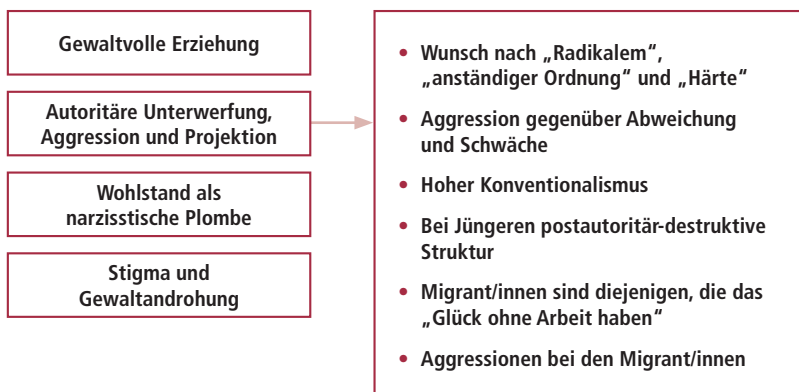 Gewaltvolle Erziehung
Autoritäre Unterwerfung,
Aggression und Projektion
Wohlstand als
narzisstische Plombe
Stigma und
Gewaltandrohung
• Wunsch nach „Radikalem“,
„anständiger Ordnung“ und „Härte“
• Aggression gegenüber Abweichung
und Schwäche
• Hoher Konventionalismus
• Bei Jüngeren postautoritär-destruktive
Struktur
• Migrant/innen sind diejenigen, die das
„Glück ohne Arbeit haben“
• Aggressionen bei den Migrant/innen